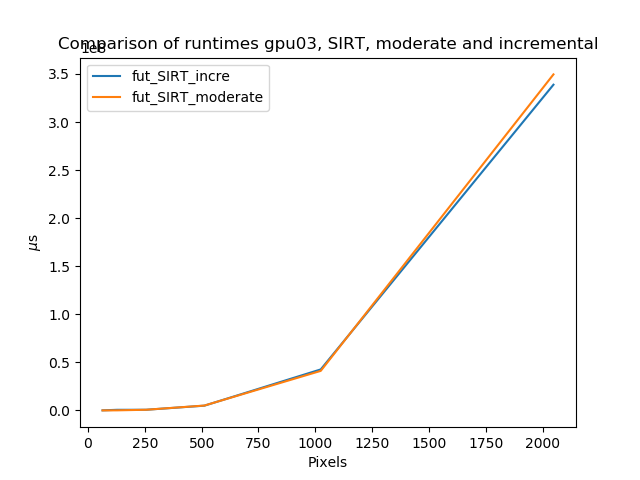 Comparison of runtimes gpu03, SIRT, moderate and incremental
1e8
fut_SIRT_incre
fut_SIRT_moderate
3.5
3.0
2.5
2.0
1.5
1.0
0.5
0.0
μs
0 250 500 750 1000 1250 1500 1750 2000
Pixels